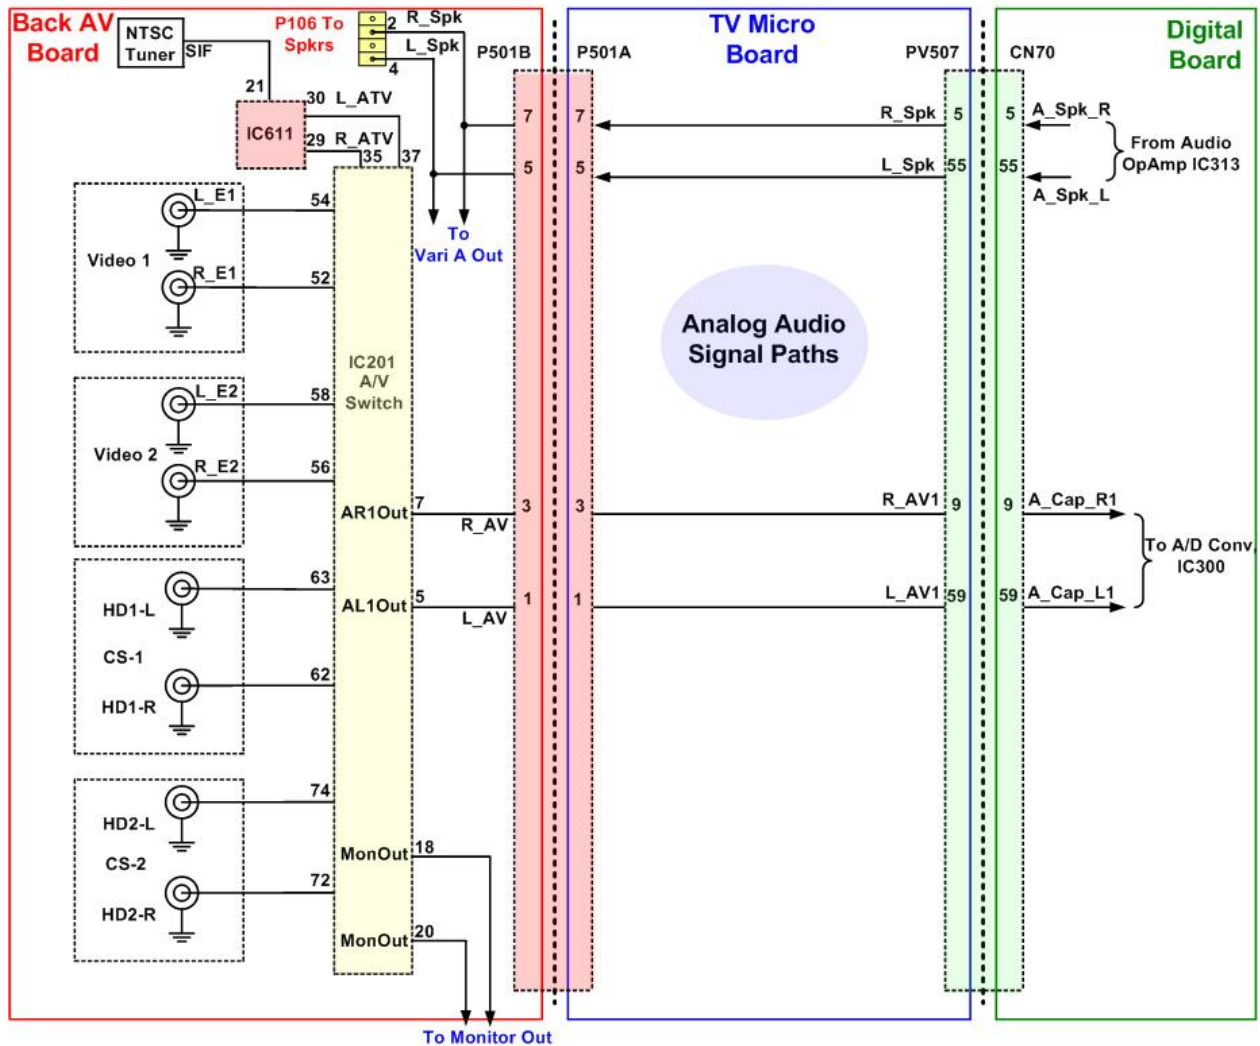 Back AV
Board
NTSC
Tuner
SIF
P106 To
Spkrs
2
R_Spk
L_Spk
4
P501B
P501A
TV Micro
Board
PV507
CN70
Digital
Board
21
30 L_ATV
IC611
29 R_ATV
35
37
7
7
R_Spk
5
5
A_Spk_R
5
5
L_Spk
55
55
A_Spk_L
From Audio
OpAmp IC313
To
Vari A Out
Video 1
L_E1
54
R_E1
52
Analog Audio
Signal Paths
IC201
A/V
Switch
Video 2
L_E2
58
R_E2
56
AR1Out
7
R_AV
3
3
R_AV1
9
9
A_Cap_R1
To A/D Conv,
IC300
HD1-L
63
AL1Out
5
L_AV
1
1
L_AV1
59
59
A_Cap_L1
CS-1
HD1-R
62
HD2-L
74
CS-2
HD2-R
72
MonOut
18
MonOut
20
To Monitor Out